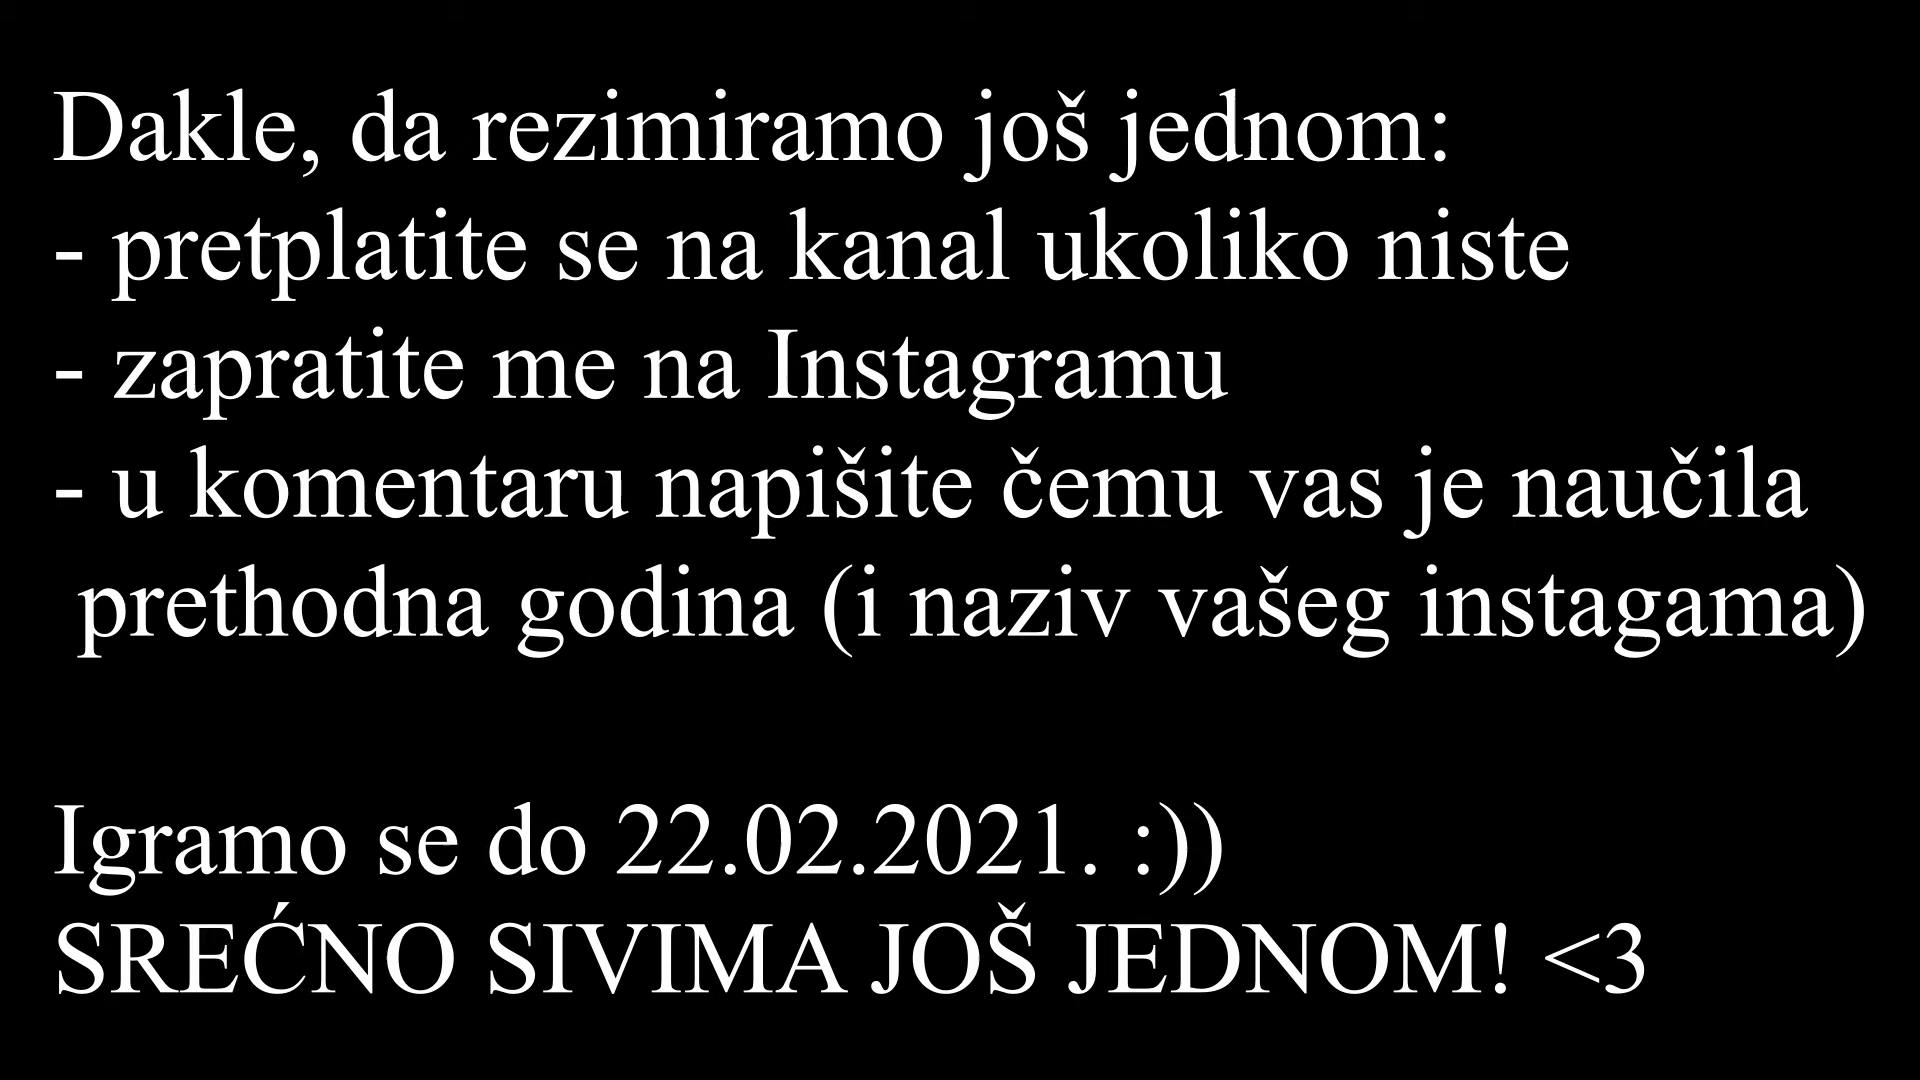 Dakle, da rezimiramo još jednom:
- pretplatite se na kanal ukoliko niste
- zapratite me na Instagramu
- u komentaru napišite čemu vas je naučila
prethodna godina (i naziv vašeg instagama)
Igramo se do 22.02.2021. :))
SREĆNO SIVIMA JOŠ JEDNOM! <3